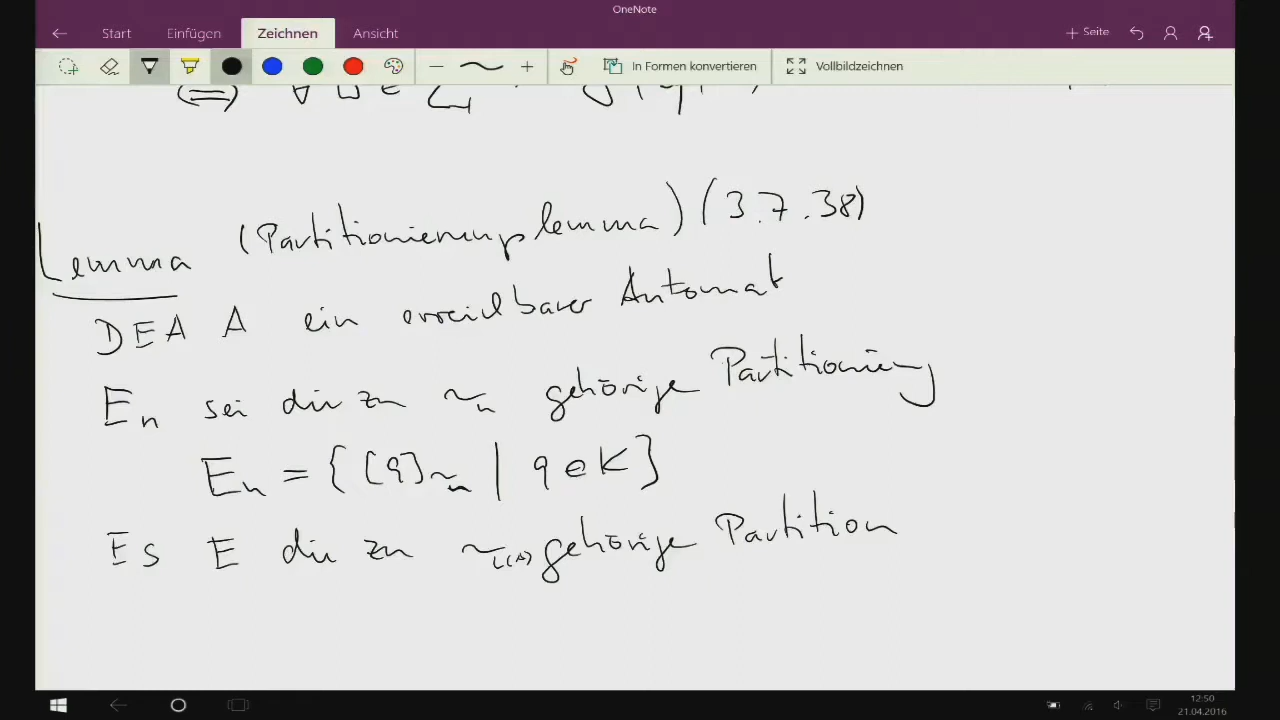 OneNote
Start Einfügen Zeichnen Ansicht + Seite
In Formen konvertieren Vollbildzeichnen
Lemma (Partitionierungslemma) (3.7.38)
DEA A ein erreichbarer Automat
En sei die zu ~n gehörige Partitionierung
En = { [q]~n | q ∈ K }
Es E die zu ~L(A) gehörige Partition
12:50
21.04.2016